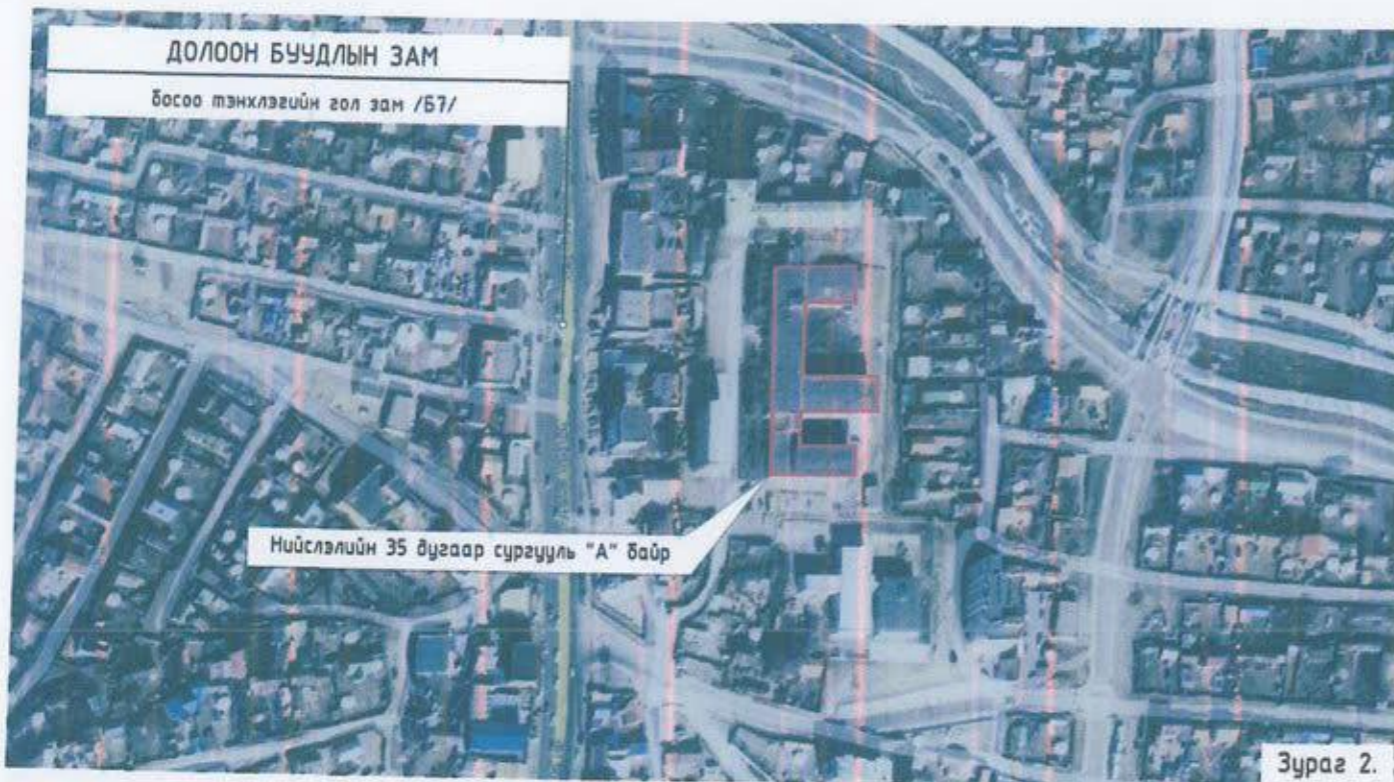 ДОЛООН БУУДЛЫН ЗАМ
босоо тэнхлэгийн гол зам /Б7/
Нийслэлийн 35 дугаар сургууль "А" байр
Зураг 2.